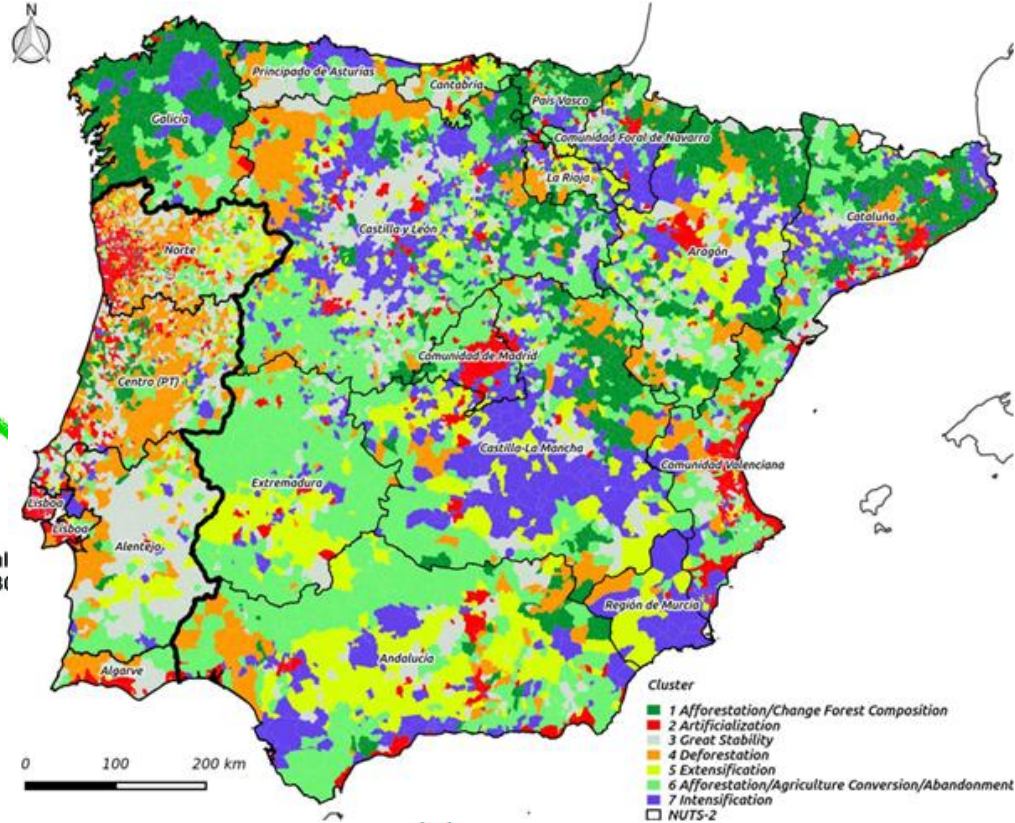 N
Principado de Asturias
Cantabria
País Vasco
Galicia
Comunidad Foral de Navarra
La Rioja
Cataluña
Castilla y León
Norte
Aragón
Comunidad de Madrid
Centro (PT)
Castilla-La Mancha
Comunidad Valenciana
Extremadura
Lisboa
Lisboa
Alentejo
Región de Murcia
Andalucía
Algarve
Cluster
1 Afforestation/Change Forest Composition
2 Artificialization
3 Great Stability
4 Deforestation
5 Extensification
6 Afforestation/Agriculture Conversion/Abandonment
7 Intensification
NUTS-2
0 100 200 km